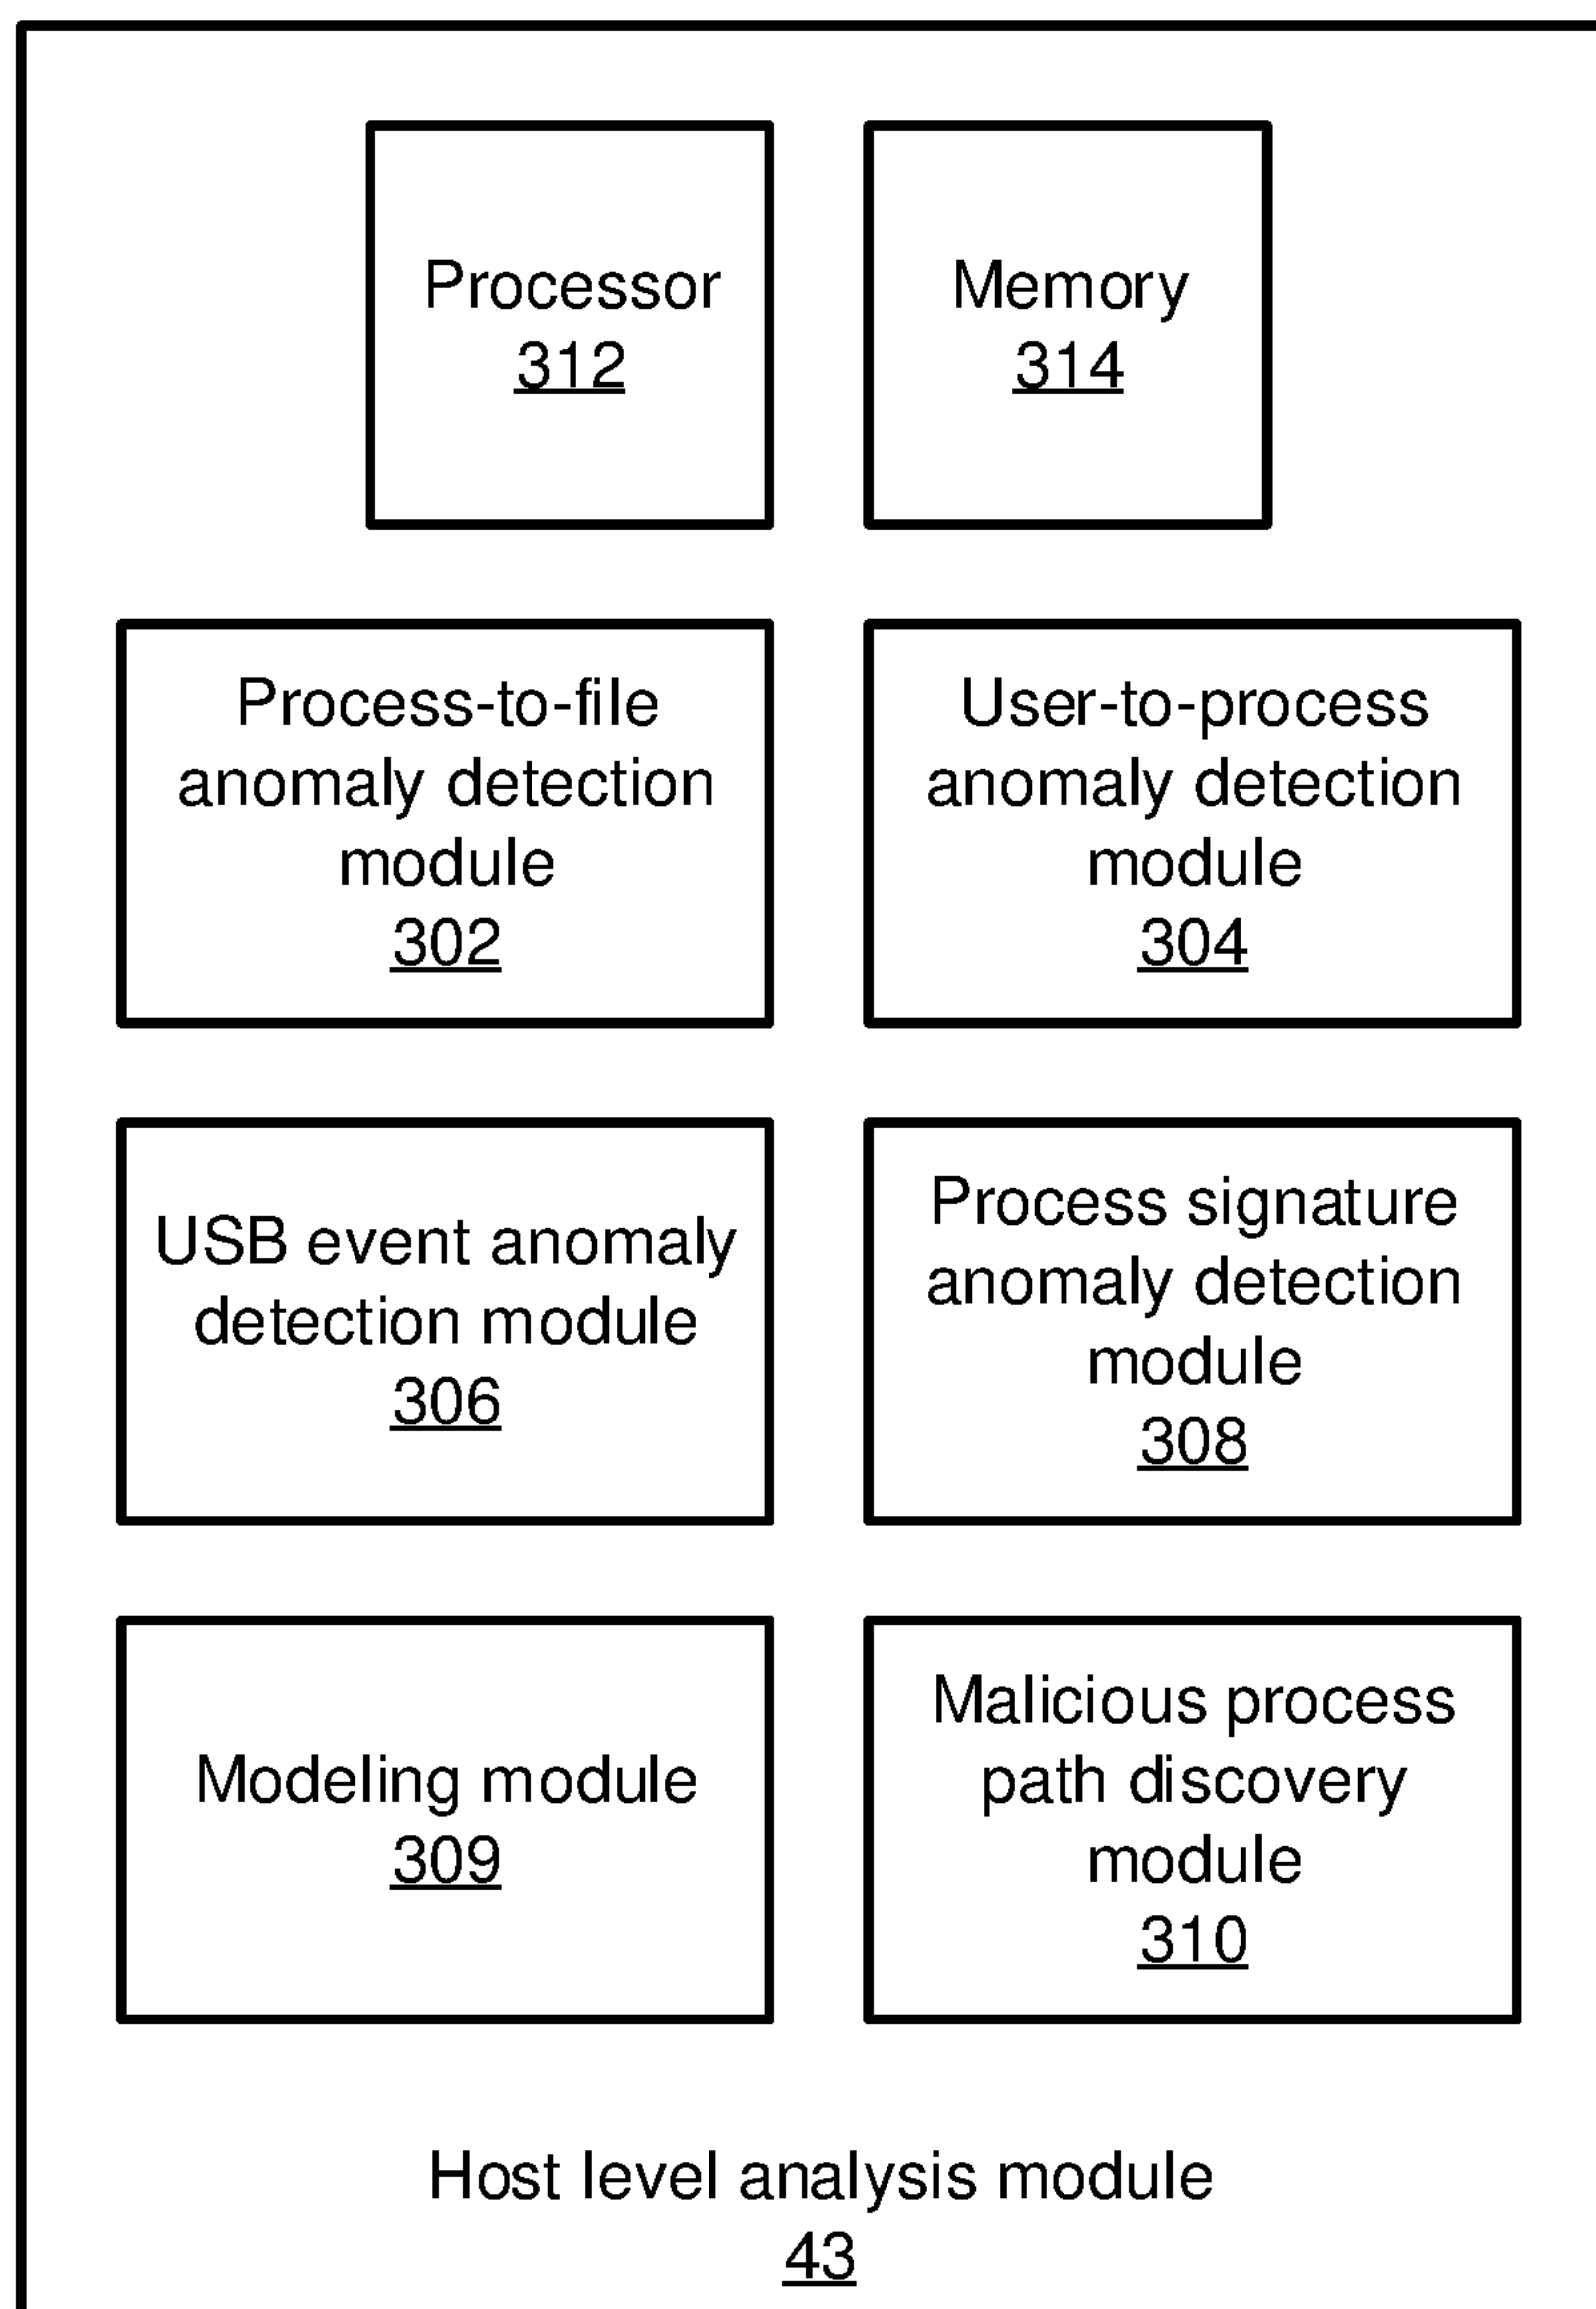 Processor
312
Memory
314
Process-to-file
anomaly detection
module
302
User-to-process
anomaly detection
module
304
USB event anomaly
detection module
306
Process signature
anomaly detection
module
308
Modeling module
309
Malicious process
path discovery
module
310
Host level analysis module
43